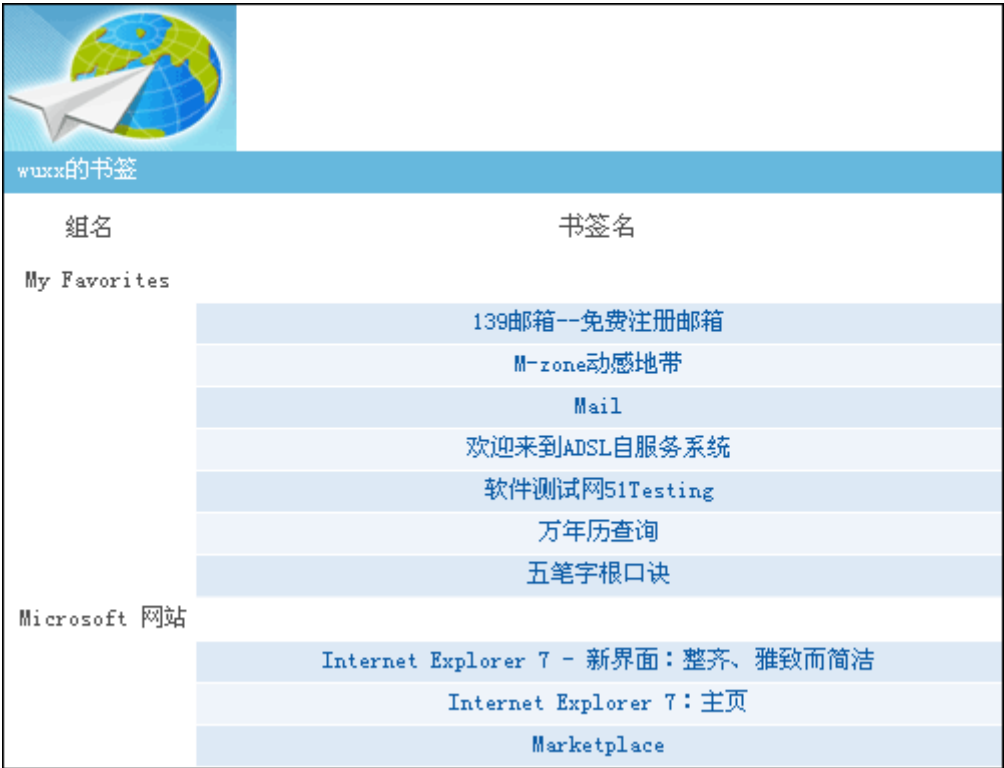 wuxx的书签
组名 书签名
My Favorites
139邮箱--免费注册邮箱
M-zone动感地带
Mail
欢迎来到ADSL自服务系统
软件测试网51Testing
万年历查询
五笔字根口诀
Microsoft 网站
Internet Explorer 7 - 新界面：整齐、雅致而简洁
Internet Explorer 7：主页
Marketplace